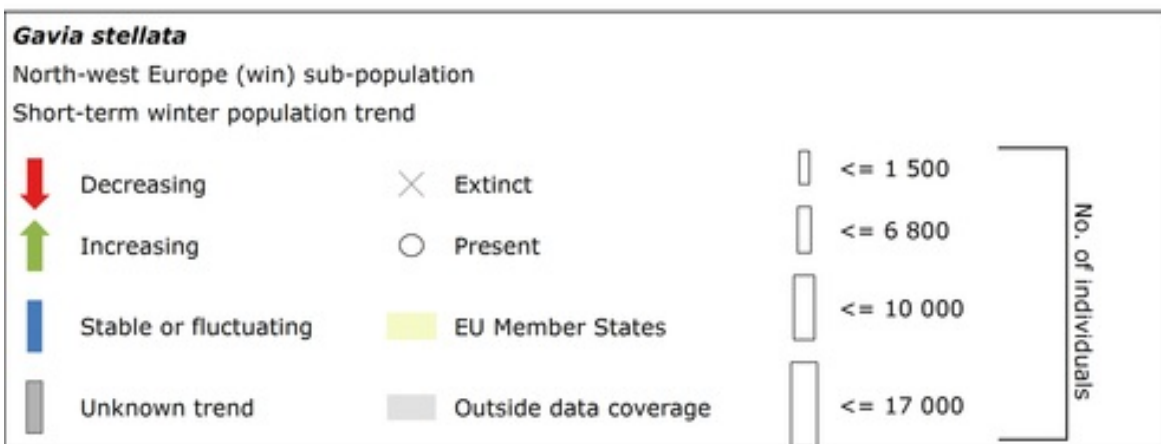 Gavia stellata
North-west Europe (win) sub-population
Short-term winter population trend
Decreasing
Increasing
Stable or fluctuating
Unknown trend
Extinct
Present
EU Member States
Outside data coverage
<= 1 500
<= 6 800
<= 10 000
<= 17 000
No. of individuals